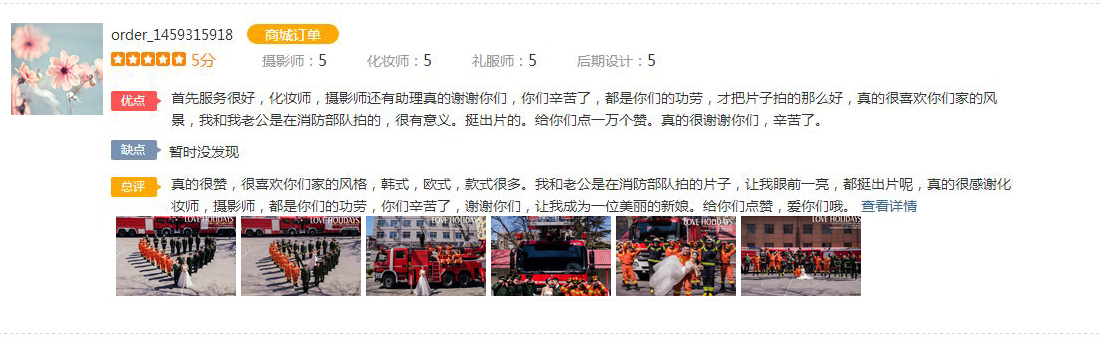 order_1459315918 商城订单
5分 摄影师：5 化妆师：5 礼服师：5 后期设计：5
优点 首先服务很好，化妆师，摄影师还有助理真的谢谢你们，你们辛苦了，都是你们的功劳，才把片子拍的那么好，真的很喜欢你们家的风
景，我和我老公是在消防部队拍的，很有意义。挺出片的。给你们点一万个赞。真的很谢谢你们，辛苦了。
缺点 暂时没发现
总评 真的很赞，很喜欢你们家的风格，韩式，欧式，款式很多。我和老公是在消防部队拍的片子，让我眼前一亮，都挺出片呢，真的很感谢化
妆师，摄影师，都是你们的功劳，你们辛苦了，谢谢你们，让我成为一位美丽的新娘。给你们点赞，爱你们哦。 查看详情
LOVE HOLIDAYS LOVE HOLIDAYS LOVE HOLIDAYS LOVE HOLIDAYS LOVE HOLIDAYS LOVE HOLIDAYS